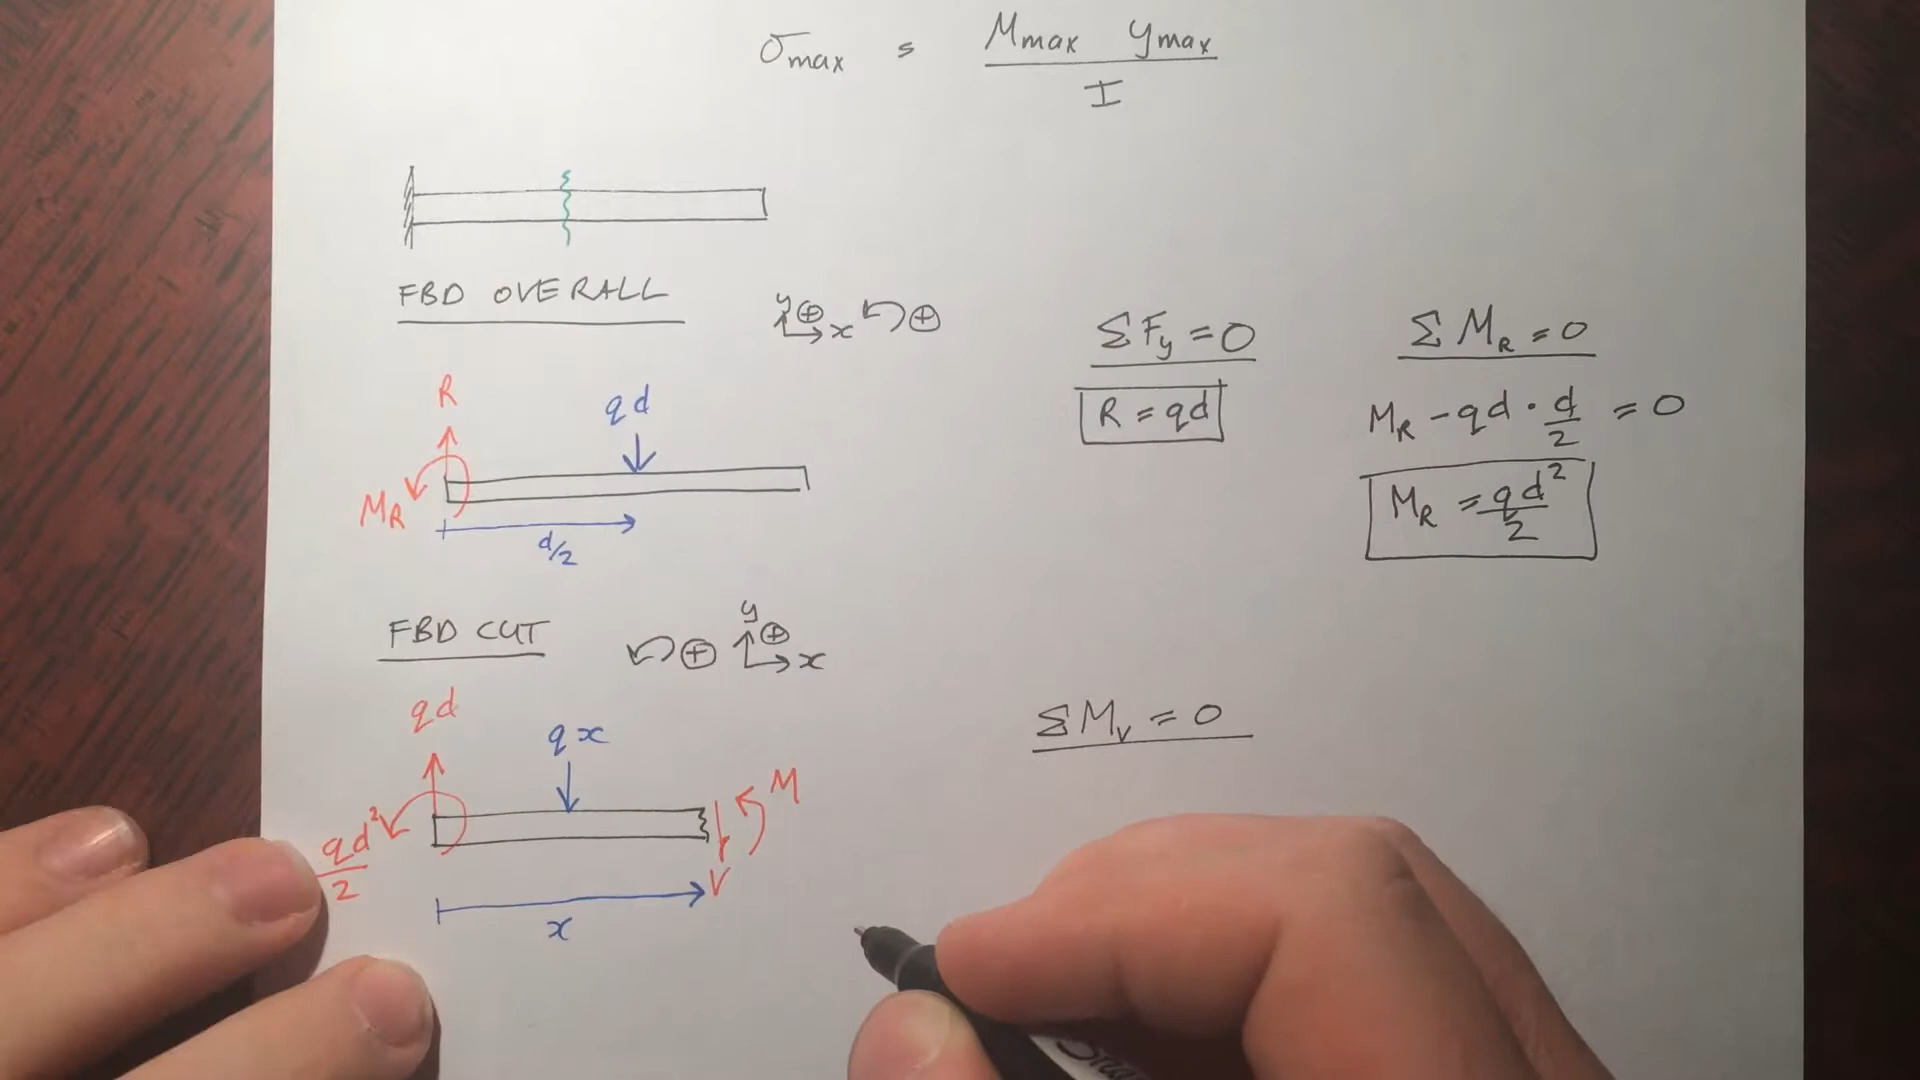 σmax = Mmax ymax / I
FBD OVERALL
y ⊕ x ⊕
R
qd
MR
d/2
ΣFy = 0
R = qd
ΣMR = 0
MR - qd · d/2 = 0
MR = qd²/2
FBD CUT
⊕ y ⊕ x
qd
qx
M
qd²/2
V
x
ΣMv = 0